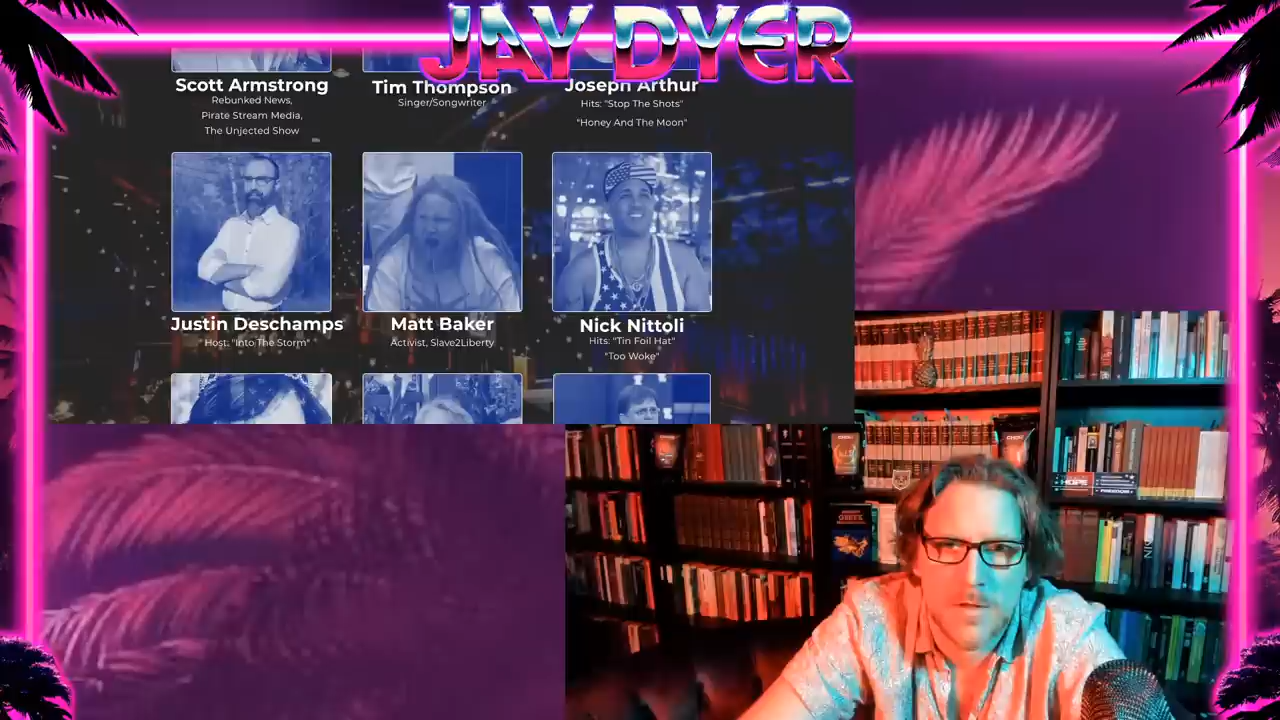 JAY DYER
Scott Armstrong
Rebunked News,
Pirate Stream Media,
The Unjected Show
Tim Thompson
Singer/Songwriter
Joseph Arthur
Hits: "Stop The Shots"
"Honey And The Moon"
Justin Deschamps
Host: "Into The Storm"
Matt Baker
Activist, Slave2Liberty
Nick Nittoli
Hits: "Tin Foil Hat"
"Too Woke"
HOPE